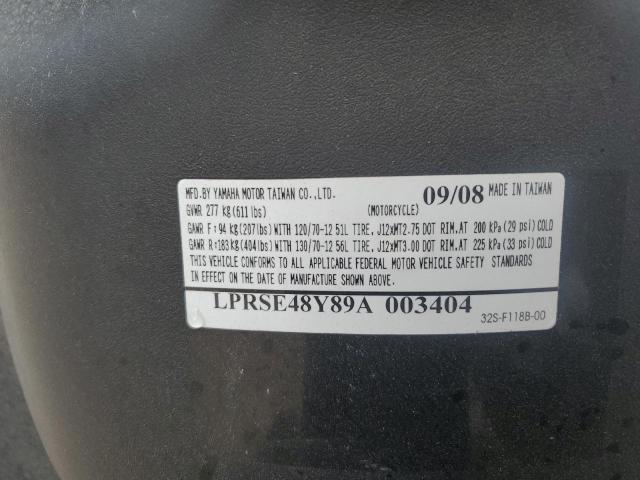 MFD.BY YAMAHA MOTOR TAIWAN CO.,LTD. 09/08 MADE IN TAIWAN
GVWR 277 kg(611 lbs) (MOTORCYCLE)
GAWR F: 94 kg(207lbs)WITH 120/70-12 51L TIRE, J12xMT2.75 DOT RIM.AT 200 kPa(29 psi)COLD
GAWR R:183 kg(404lbs)WITH 130/70-12 56L TIRE, J12xMT3.00 DOT RIM.AT 225 kPa(33 psi)COLD
THIS VEHICLE CONFORMS TO ALL APPLICABLE FEDERAL MOTOR VEHICLE SAFETY STANDARDS
IN EFFECT ON THE DATE OF MANUFACTURE SHOWN ABOVE.
LPRSE48Y89A 003404 32S-F118B-00